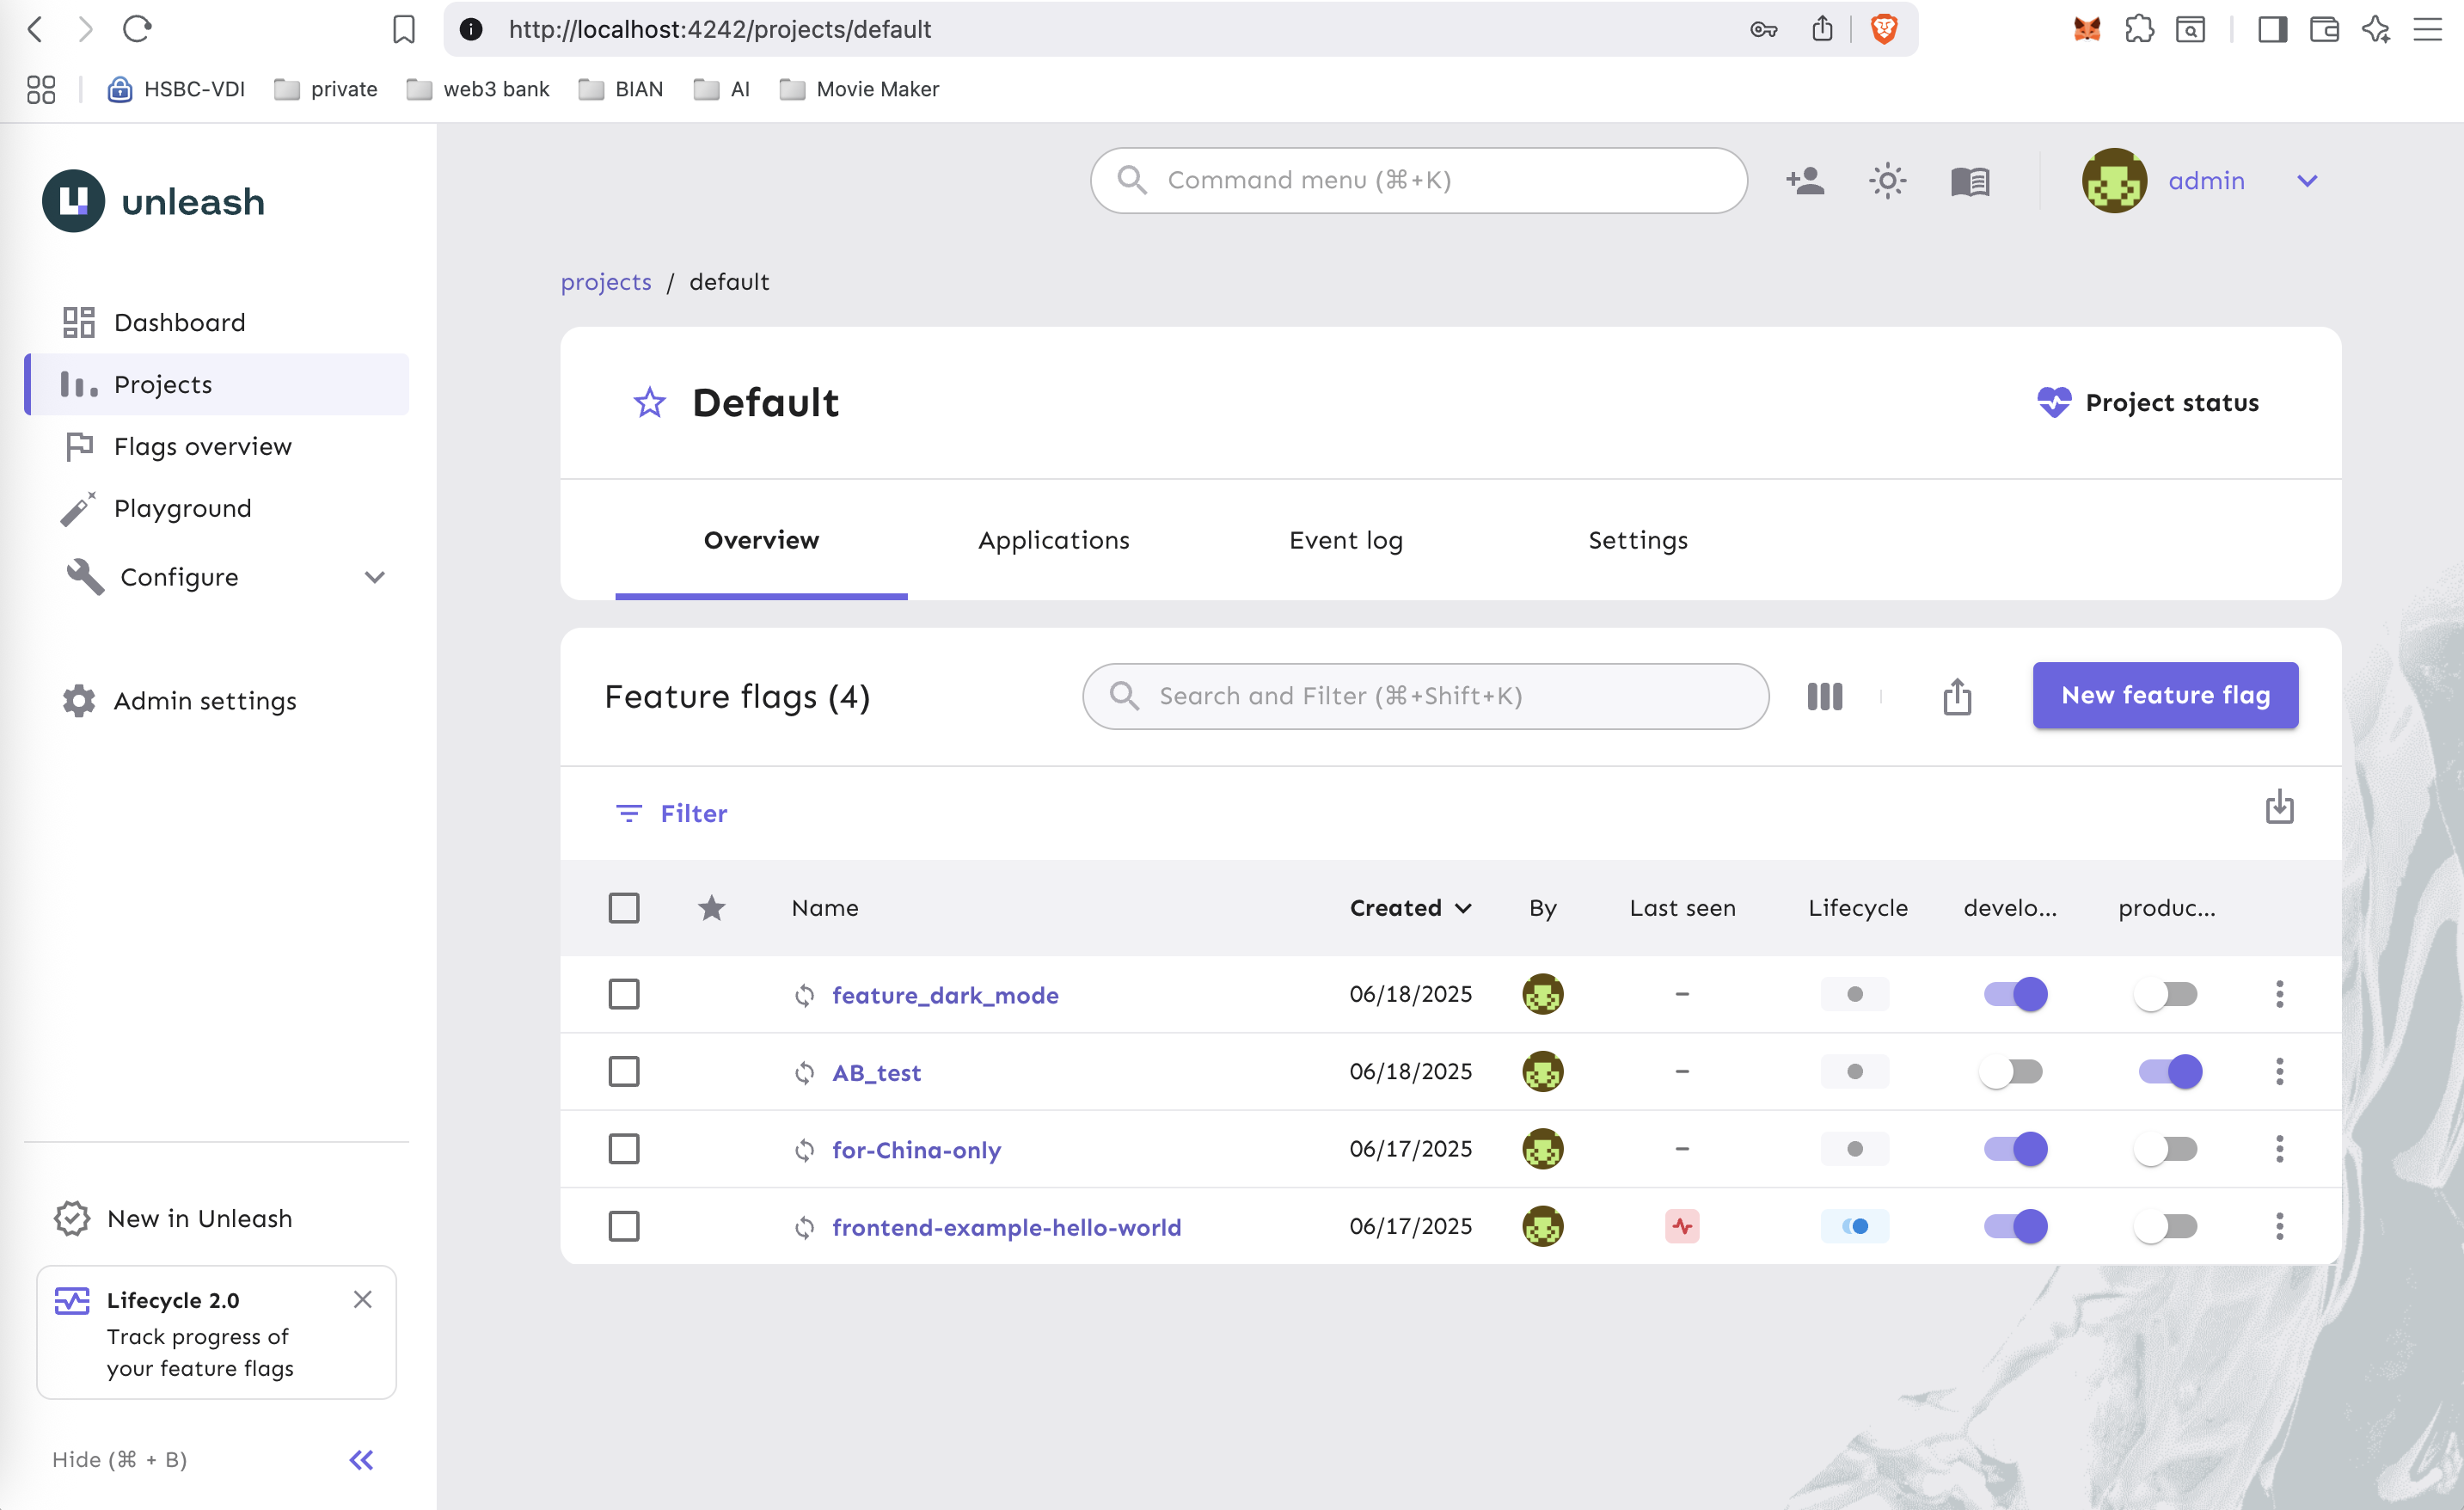 http://localhost:4242/projects/default
HSBC-VDI
private
web3 bank
BIAN
AI
Movie Maker
unleash
Command menu (⌘+K)
admin
Dashboard
Projects
Flags overview
Playground
Configure
Admin settings
New in Unleash
Lifecycle 2.0
Track progress of
your feature flags
Hide (⌘ + B)
projects / default
Default
Project status
Overview
Applications
Event log
Settings
Feature flags (4)
Search and Filter (⌘+Shift+K)
New feature flag
Filter
Name Created By Last seen Lifecycle develo... produc...
feature_dark_mode 06/18/2025 –
AB_test 06/18/2025 –
for-China-only 06/17/2025 –
frontend-example-hello-world 06/17/2025